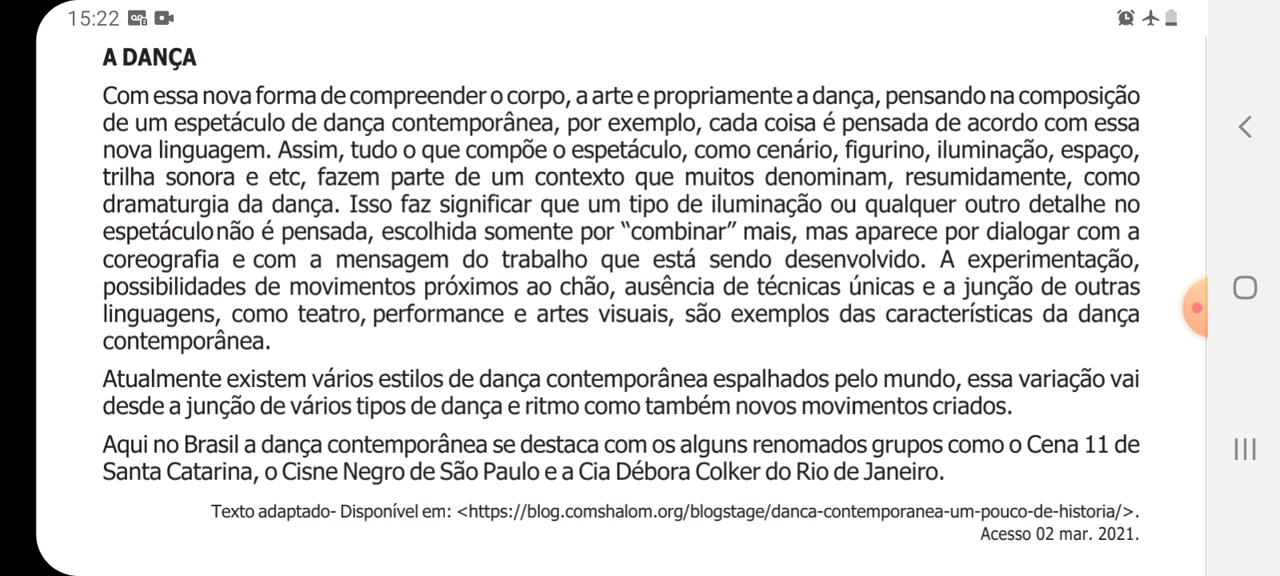 15:22
A DANÇA
Com essa nova forma de compreender o corpo, a arte e propriamente a dança, pensando na composição
de um espetáculo de dança contemporânea, por exemplo, cada coisa é pensada de acordo com essa
nova linguagem. Assim, tudo o que compõe o espetáculo, como cenário, figurino, iluminação, espaço,
trilha sonora e etc, fazem parte de um contexto que muitos denominam, resumidamente, como
dramaturgia da dança. Isso faz significar que um tipo de iluminação ou qualquer outro detalhe no
espetáculo não é pensada, escolhida somente por “combinar” mais, mas aparece por dialogar com a
coreografia e com a mensagem do trabalho que está sendo desenvolvido. A experimentação,
possibilidades de movimentos próximos ao chão, ausência de técnicas únicas e a junção de outras
linguagens, como teatro, performance e artes visuais, são exemplos das características da dança
contemporânea.
Atualmente existem vários estilos de dança contemporânea espalhados pelo mundo, essa variação vai
desde a junção de vários tipos de dança e ritmo como também novos movimentos criados.
Aqui no Brasil a dança contemporânea se destaca com os alguns renomados grupos como o Cena 11 de
Santa Catarina, o Cisne Negro de São Paulo e a Cia Débora Colker do Rio de Janeiro.
Texto adaptado- Disponível em: <https://blog.comshalom.org/blogstage/danca-contemporanea-um-pouco-de-historia/>.
Acesso 02 mar. 2021.